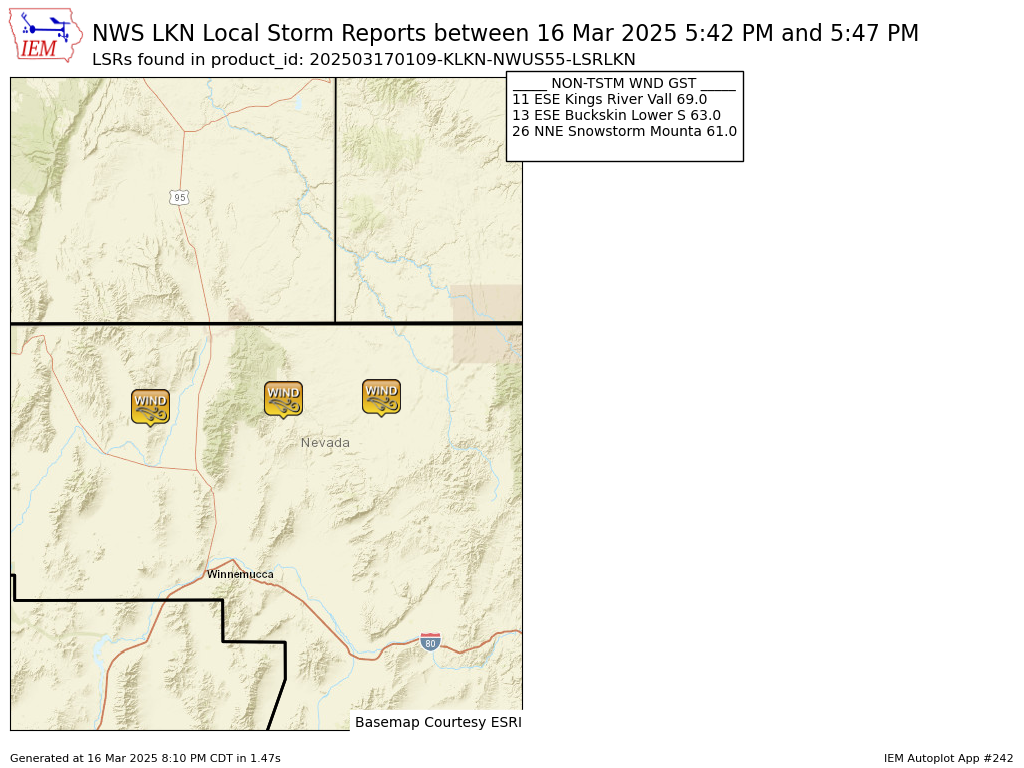 IEM
NWS LKN Local Storm Reports between 16 Mar 2025 5:42 PM and 5:47 PM
LSRs found in product_id: 202503170109-KLKN-NWUS55-LSRLKN
_____ NON-TSTM WND GST _____
11 ESE Kings River Vall 69.0
13 ESE Buckskin Lower S 63.0
26 NNE Snowstorm Mounta 61.0
95
WIND
WIND
WIND
Nevada
Winnemucca
80
Basemap Courtesy ESRI
Generated at 16 Mar 2025 8:10 PM CDT in 1.47s
IEM Autoplot App #242